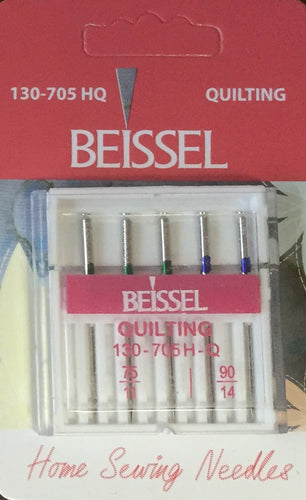 130-705 HQ QUILTING
BEISSEL
BEISSEL
QUILTING
130-705 H-Q
75 90
11 14
Home Sewing Needles